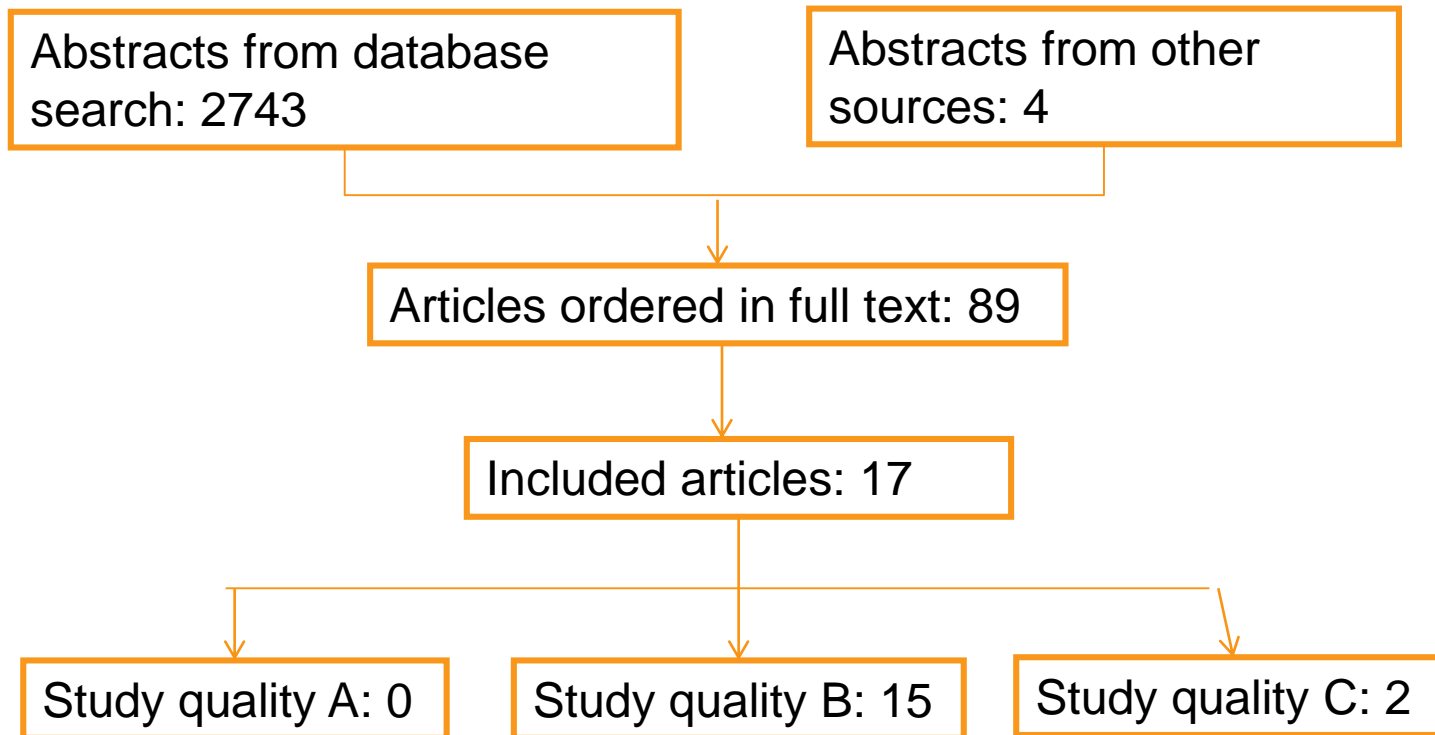 Abstracts from database
search: 2743
Abstracts from other
sources: 4
Articles ordered in full text: 89
Included articles: 17
Study quality A: 0
Study quality B: 15
Study quality C: 2